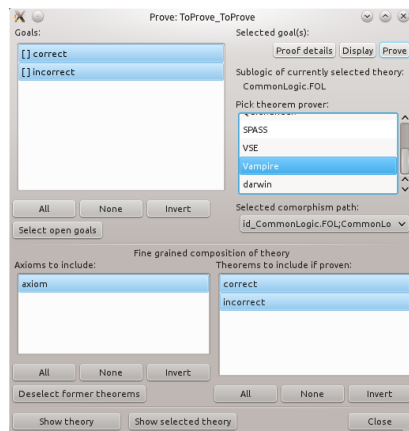 Prove: ToProve_ToProve
Goals:
Selected goal(s):
[] correct
[] incorrect
Proof details
Display
Prove
Sublogic of currently selected theory:
CommonLogic.FOL
Pick theorem prover:
SPASS
VSE
Vampire
darwin
All
None
Invert
Select open goals
Selected comorphism path:
id_CommonLogic.FOL;CommonLo
Fine grained composition of theory
Axioms to include:
Theorems to include if proven:
axiom
correct
incorrect
All
None
Invert
Deselect former theorems
All
None
Invert
Show theory
Show selected theory
Close